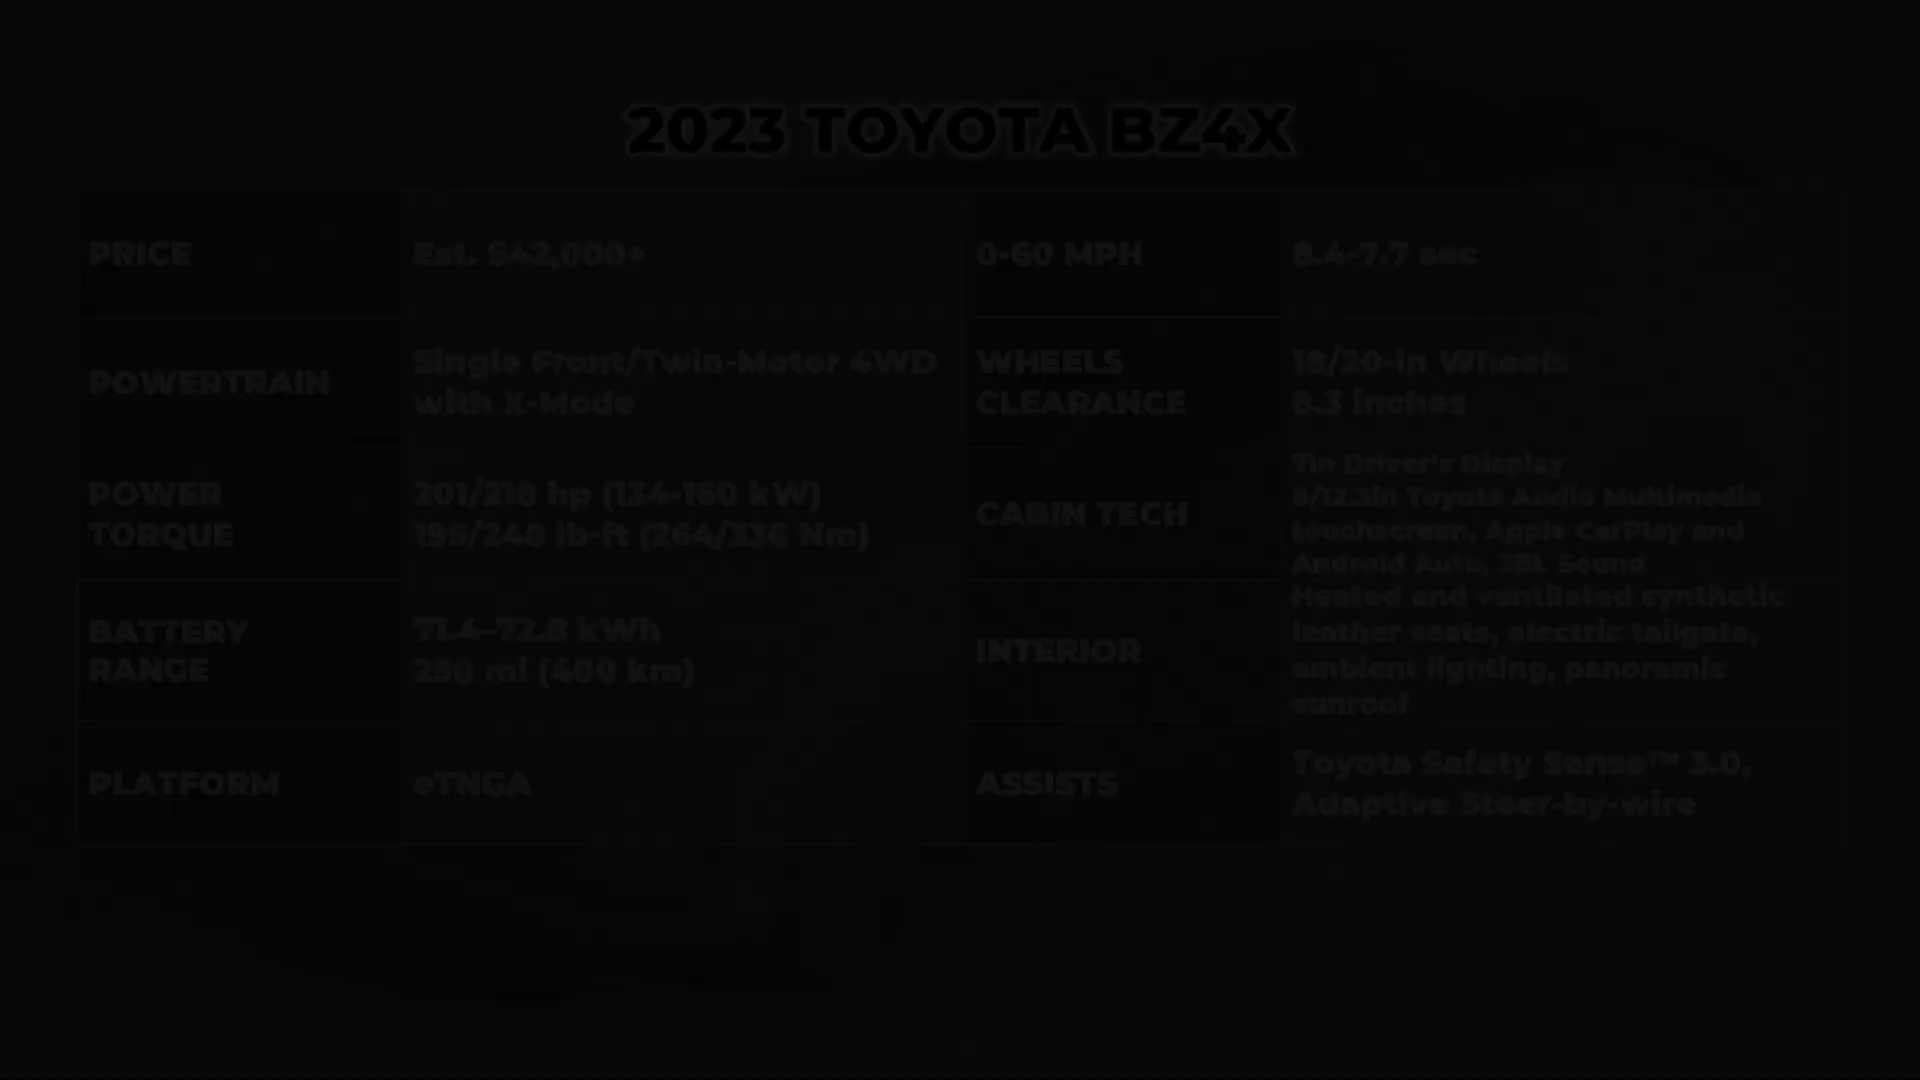 2023 TOYOTA BZ4X
PRICE
Est. $42,000+
0-60 MPH
8.4-7.7 sec
POWERTRAIN
Single Front/Twin-Motor 4WD
with X-Mode
WHEELS
CLEARANCE
18/20-in Wheels
8.3 inches
POWER
TORQUE
201/218 hp (134-160 kW)
196/248 lb-ft (264/336 Nm)
CABIN TECH
7in Driver's Display
8/12.3in Toyota Audio Multimedia
touchscreen, Apple CarPlay and
Android Auto, JBL Sound
BATTERY
RANGE
71.4–72.8 kWh
250 mi (400 km)
INTERIOR
Heated and ventilated synthetic
leather seats, electric tailgate,
ambient lighting, panoramic
sunroof
PLATFORM
eTNGA
ASSISTS
Toyota Safety Sense™ 3.0,
Adaptive Steer-by-wire